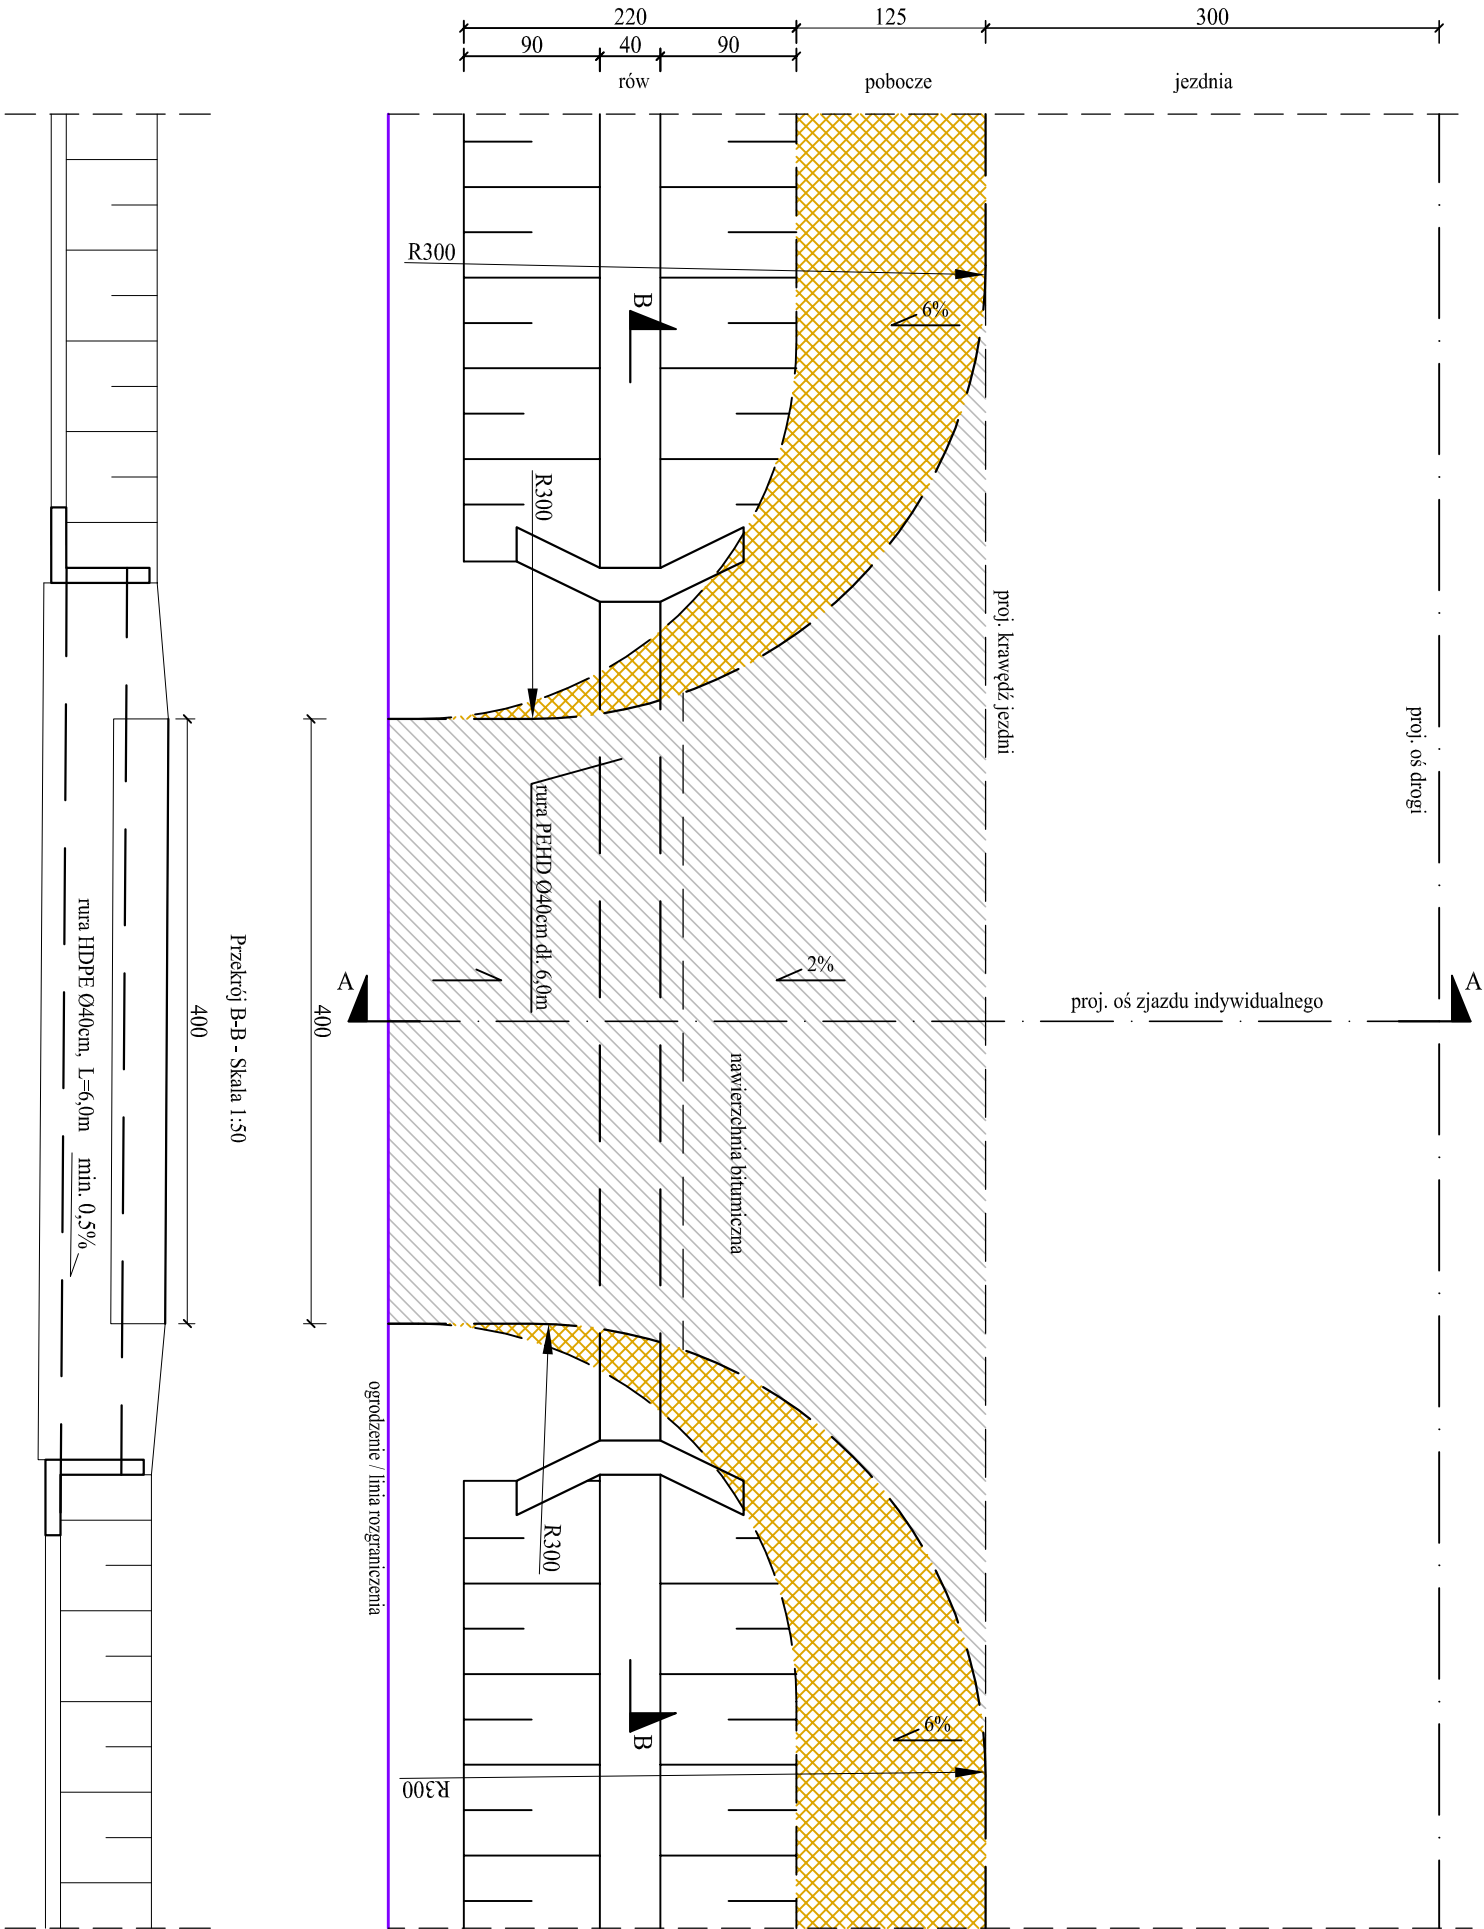 220
125
300
90
40
90
rów
pobocze
jezdnia
R300
B
6%
R300
proj. krawędź jezdni
proj. oś drogi
rura PEHD Ø40cm dł. 6,0m
2%
A
A
proj. oś zjazdu indywidualnego
400
400
Przekrój B-B - Skala 1:50
rura HDPE Ø40cm, L=6,0m min. 0,5%
nawierzchnia bitumiczna
ogrodzenie / linia rozgraniczenia
R300
B
6%
R300